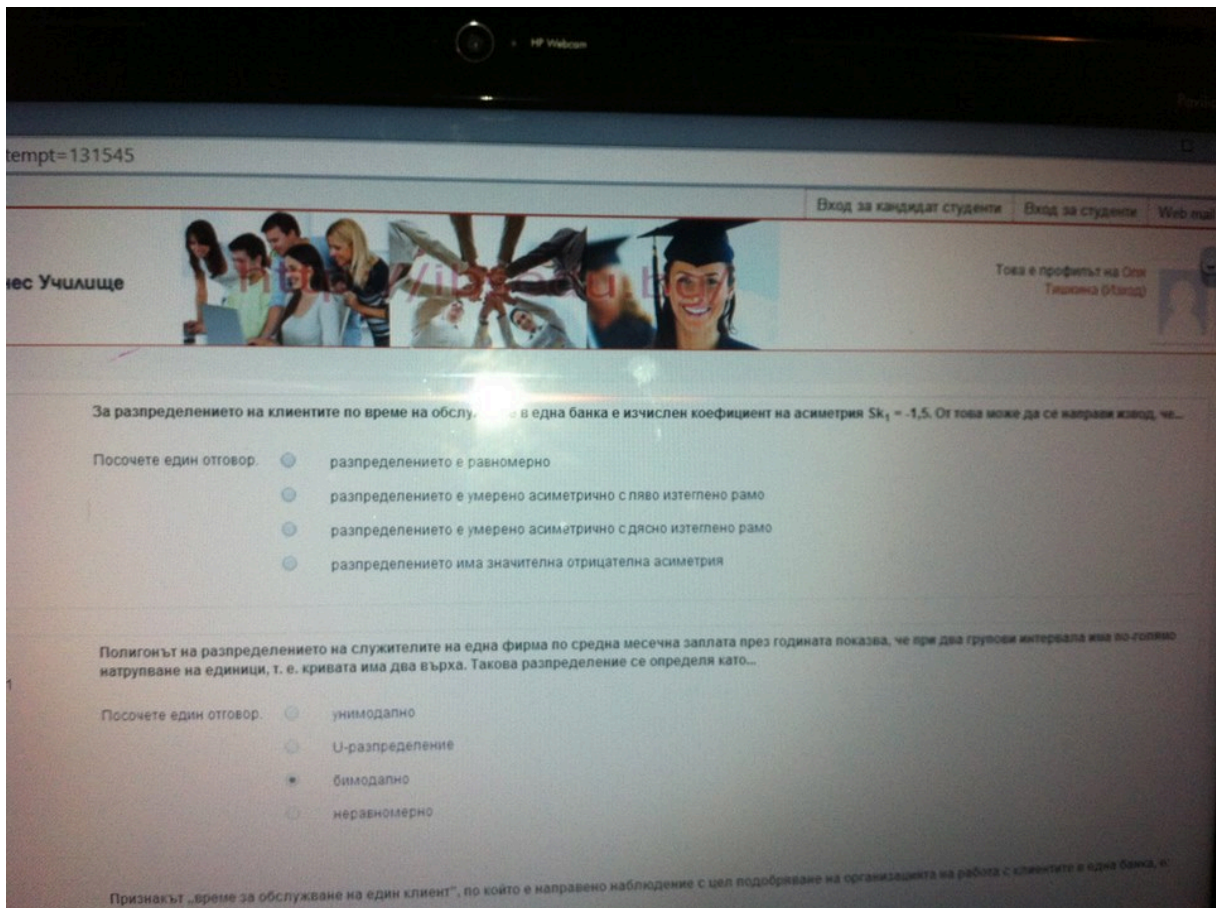 HP Webcam
tempt=131545
Вход за кандидат студенти Вход за студенти Web mail
нес Училище
http://ibsedu.bg/
Това е профилът на Оля
Тишкина (Изход)
За разпределението на клиентите по време на обслу в една банка е изчислен коефициент на асиметрия Sk₁ = -1,5. От това може да се направи извод, че...
Посочете един отговор.
разпределението е равномерно
разпределението е умерено асиметрично с ляво изтеглено рамо
разпределението е умерено асиметрично с дясно изтеглено рамо
разпределението има значителна отрицателна асиметрия
Полигонът на разпределението на служителите на една фирма по средна месечна заплата през годината показва, че при два групови интервала има по-голямо
натрупване на единици, т. е. кривата има два върха. Такова разпределение се определя като...
1
Посочете един отговор.
унимодално
U-разпределение
бимодално
неравномерно
Признакът „време за обслужване на един клиент", по който е направено наблюдение с цел подобряване на организацията на работа с клиентите в една банка, е: